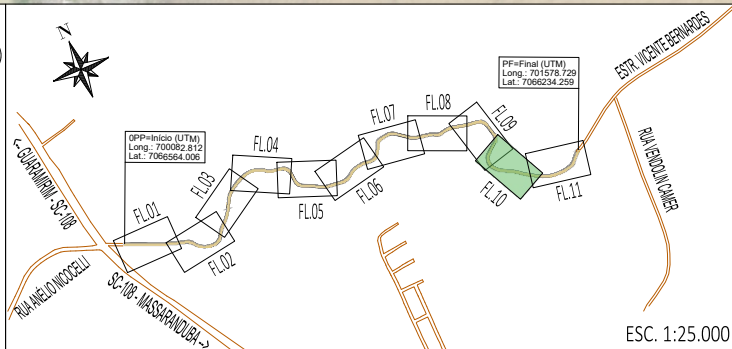 N
ESTR. VICENTE BERNARDES
PF=Final (UTM)
Long.: 701578.729
Lat.: 7066234.259
0PP=Início (UTM)
Long.: 700082.812
Lat.: 7066564.006
<- GUARAMIRIM - SC-108
FL.01
FL.02
FL.03
FL.04
FL.05
FL.06
FL.07
FL.08
FL.09
FL.10
FL.11
RUA VENDOLIN CAMER
RUA ANÉLIO NICOCELLI
SC-108 - MASSARANDUBA ->
ESC. 1:25.000